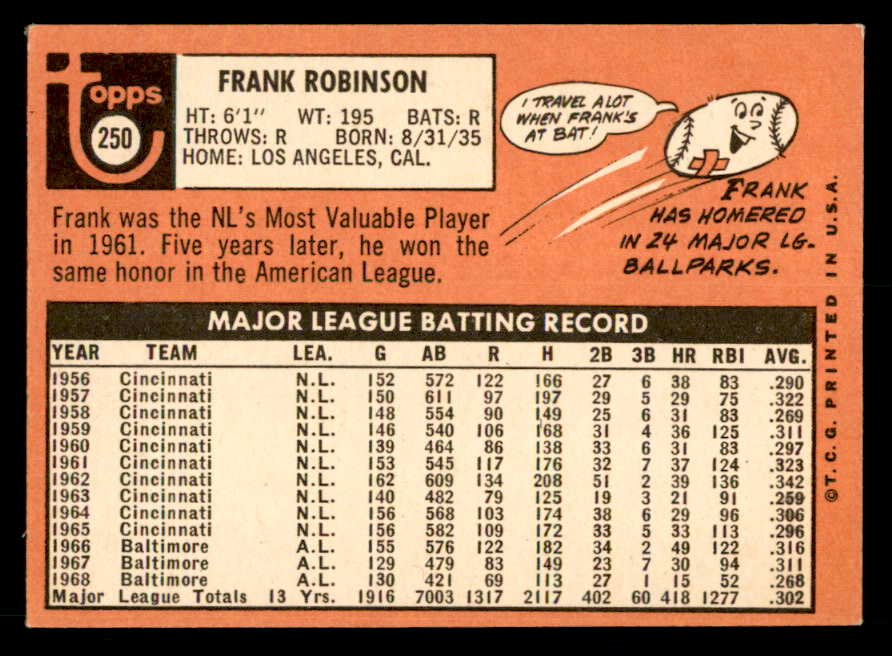 Topps
250
FRANK ROBINSON
HT: 6'1" WT: 195 BATS: R
THROWS: R BORN: 8/31/35
HOME: LOS ANGELES, CAL.
Frank was the NL's Most Valuable Player
in 1961. Five years later, he won the
same honor in the American League.
I TRAVEL A LOT
WHEN FRANK'S
AT BAT!
FRANK
HAS HOMERED
IN 24 MAJOR LG.
BALLPARKS.
MAJOR LEAGUE BATTING RECORD
YEAR TEAM LEA. G AB R H 2B 3B HR RBI AVG.
1956 Cincinnati N.L. 152 572 122 166 27 6 38 83 .290
1957 Cincinnati N.L. 150 611 97 197 29 5 29 75 .322
1958 Cincinnati N.L. 148 554 90 149 25 6 31 83 .269
1959 Cincinnati N.L. 146 540 106 168 31 4 36 125 .311
1960 Cincinnati N.L. 139 464 86 138 33 6 31 83 .297
1961 Cincinnati N.L. 153 545 117 176 32 7 37 124 .323
1962 Cincinnati N.L. 162 609 134 208 51 2 39 136 .342
1963 Cincinnati N.L. 140 482 79 125 19 3 21 91 .259
1964 Cincinnati N.L. 156 568 103 174 38 6 29 96 .306
1965 Cincinnati N.L. 156 582 109 172 33 5 33 113 .296
1966 Baltimore A.L. 155 576 122 182 34 2 49 122 .316
1967 Baltimore A.L. 129 479 83 149 23 7 30 94 .311
1968 Baltimore A.L. 130 421 69 113 27 1 15 52 .268
Major League Totals 13 Yrs. 1916 7003 1317 2117 402 60 418 1277 .302
©T.C.G. PRINTED IN U.S.A.